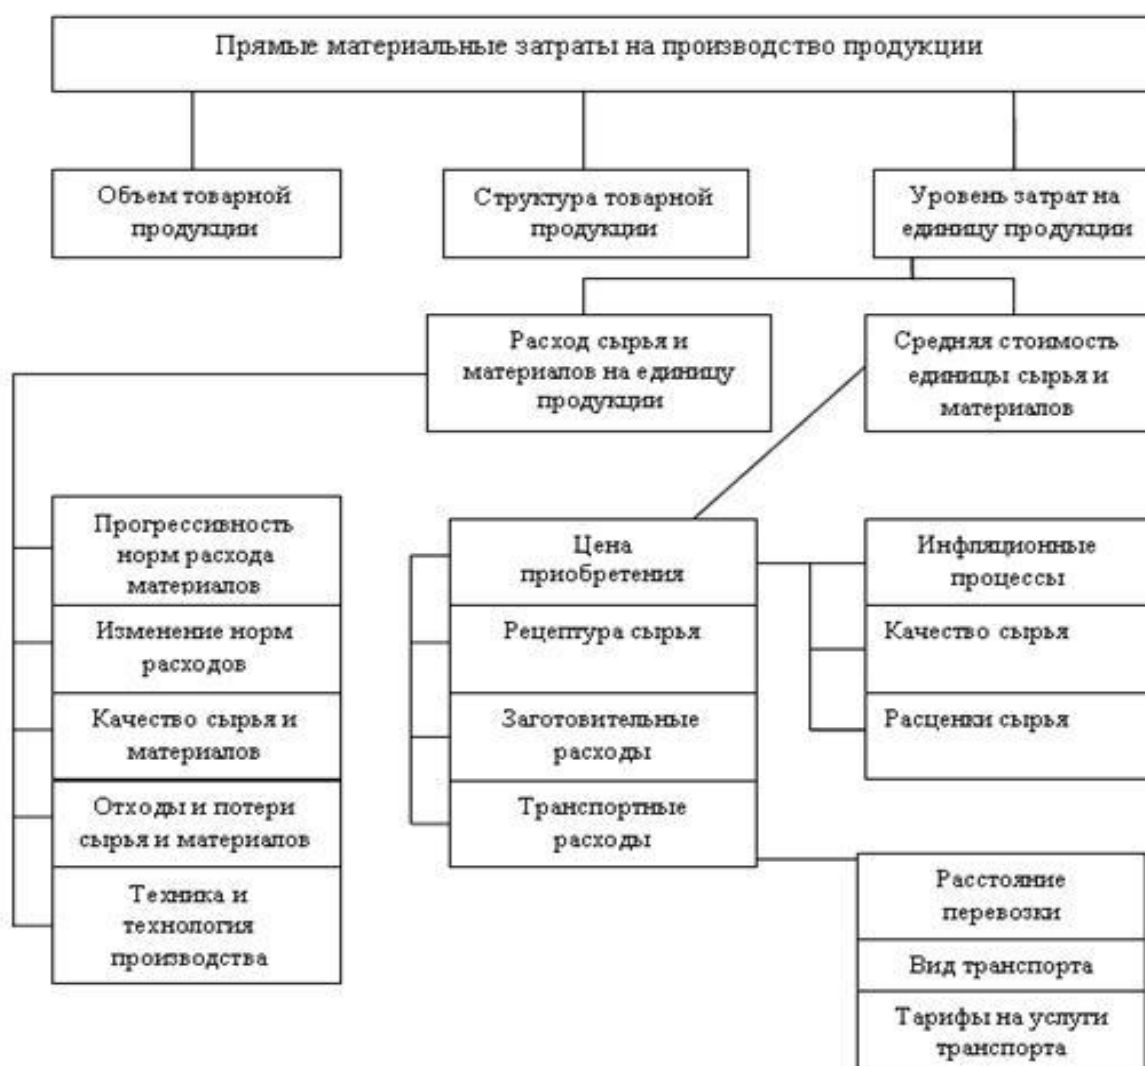 Прямые материальные затраты на производство продукции
Объем товарной
продукции
Структура товарной
продукции
Уровень затрат на
единицу продукции
Расход сырья и
материалов на единицу
продукции
Средняя стоимость
единицы сырья и
материалов
Прогрессивность
норм расхода
материалов
Изменение норм
расходов
Качество сырья и
материалов
Отходы и потери
сырья и материалов
Техника и
технология
производства
Цена
приобретения
Рецептура сырья
Заготовительные
расходы
Транспортные
расходы
Инфляционные
процессы
Качество сырья
Расценки сырья
Расстояние
перевозки
Вид транспорта
Тарифы на услуги
транспорта